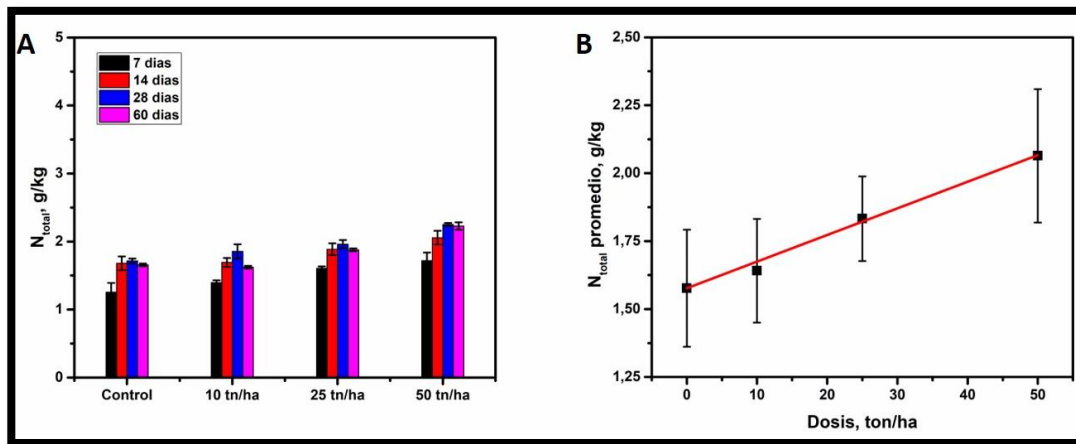 A
5
4
3
2
1
0
N total, g/kg
7 dias
14 dias
28 dias
60 dias
Control
10 tn/ha
25 tn/ha
50 tn/ha
B
2,50
2,25
2,00
1,75
1,50
1,25
N total promedio, g/kg
0
10
20
30
40
50
Dosis, ton/ha